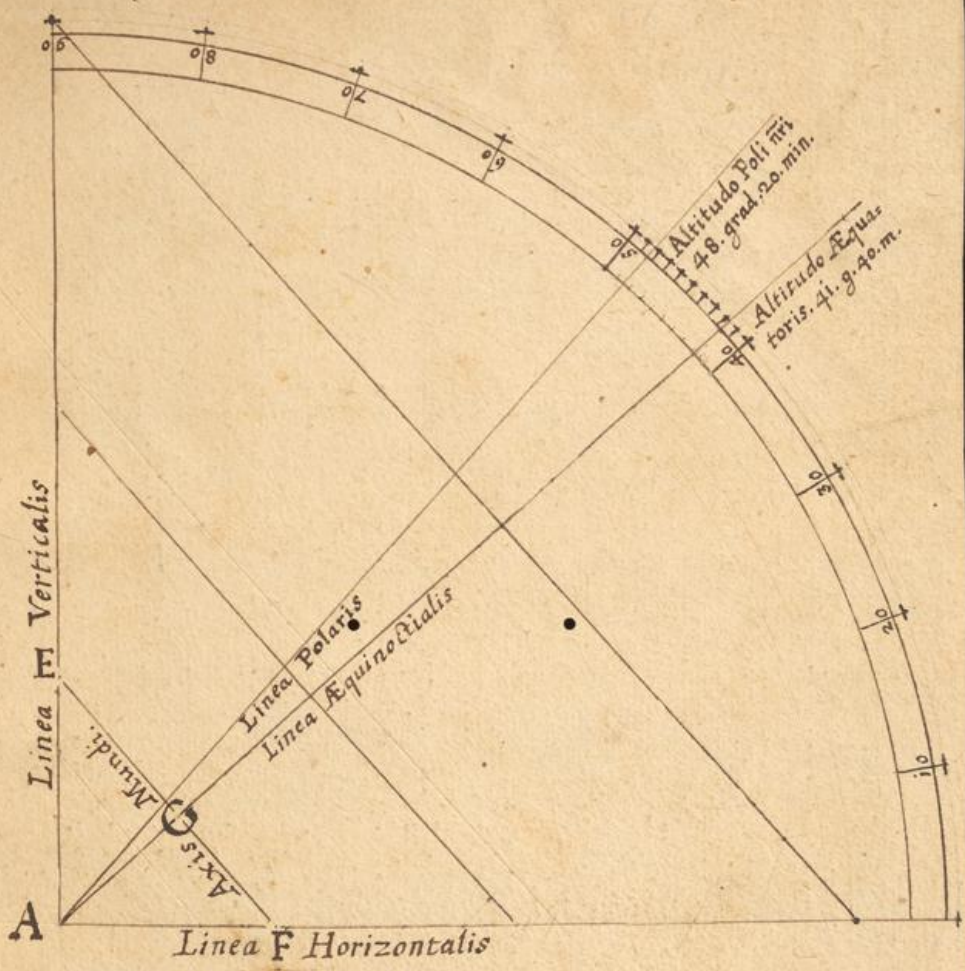 90
80
70
60
50
Altitudo Poli nr̃i
48. grad. 20. min.
Altitudo Æqua=
toris. 41. g. 40. m.
40
30
20
10
Linea E Verticalis
Linea Polaris
Linea Æquinoctialis
Axis G Mundi.
A
Linea F Horizontalis